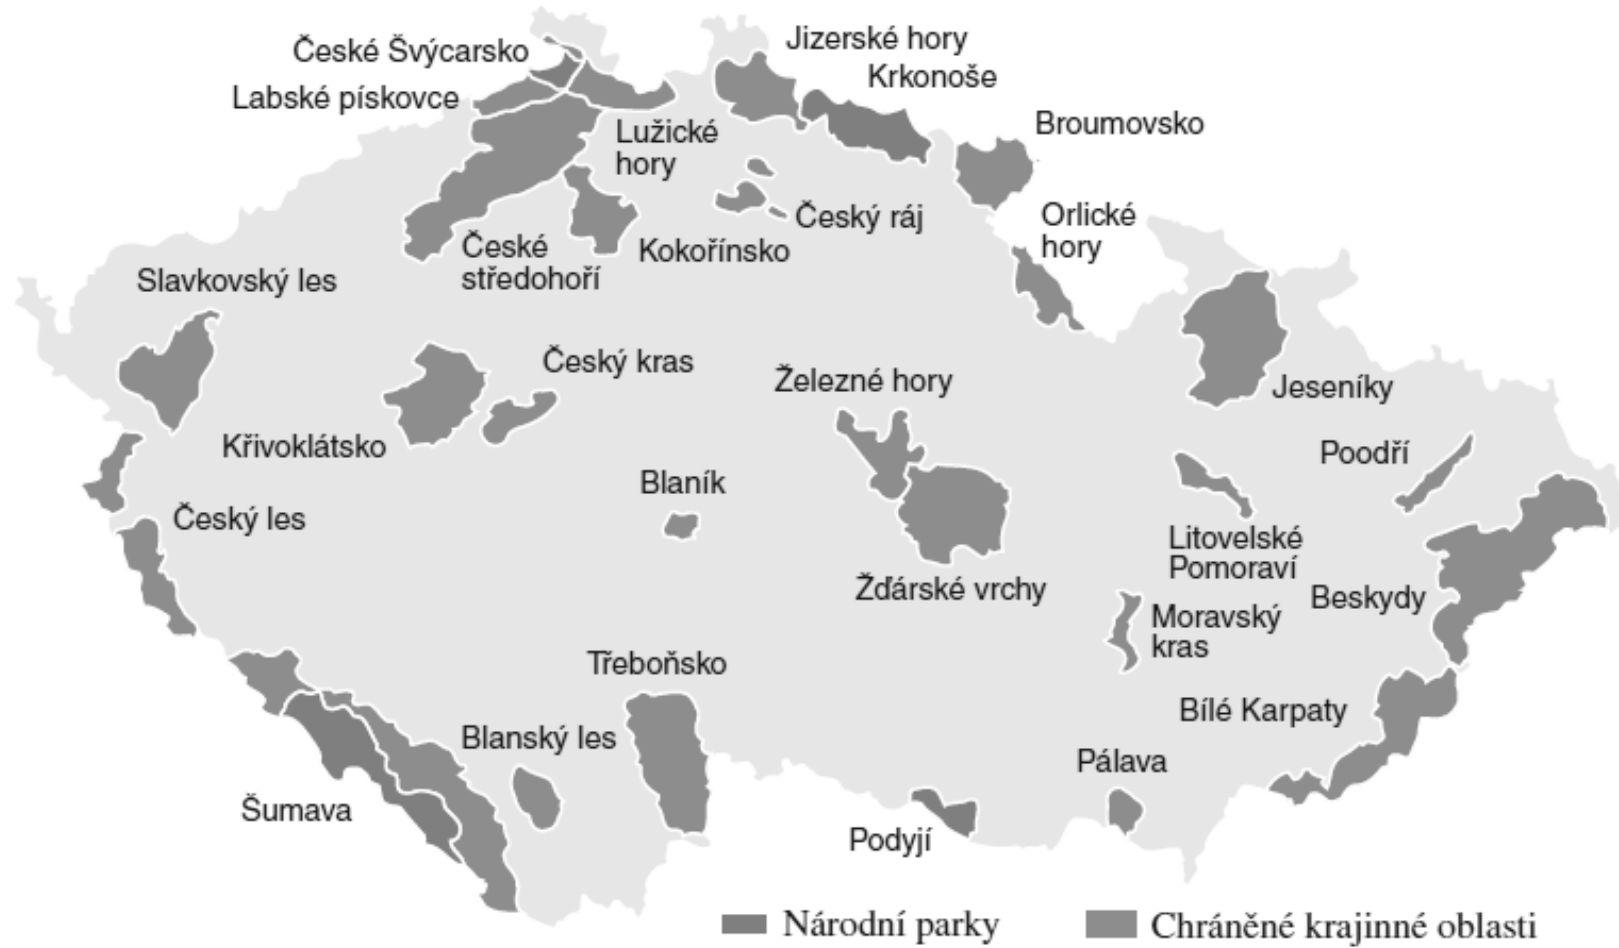 Jizerské hory
České Švýcarsko
Krkonoše
Labské pískovce
Broumovsko
Lužické
hory
Český ráj
Orlické
hory
České
středohoří
Kokořínsko
Slavkovský les
Český kras
Železné hory
Jeseníky
Křivoklátsko
Poodří
Blaník
Český les
Litovelské
Pomoraví
Žďárské vrchy
Beskydy
Moravský
kras
Třeboňsko
Bílé Karpaty
Blanský les
Pálava
Šumava
Podyjí
Národní parky
Chráněné krajinné oblasti